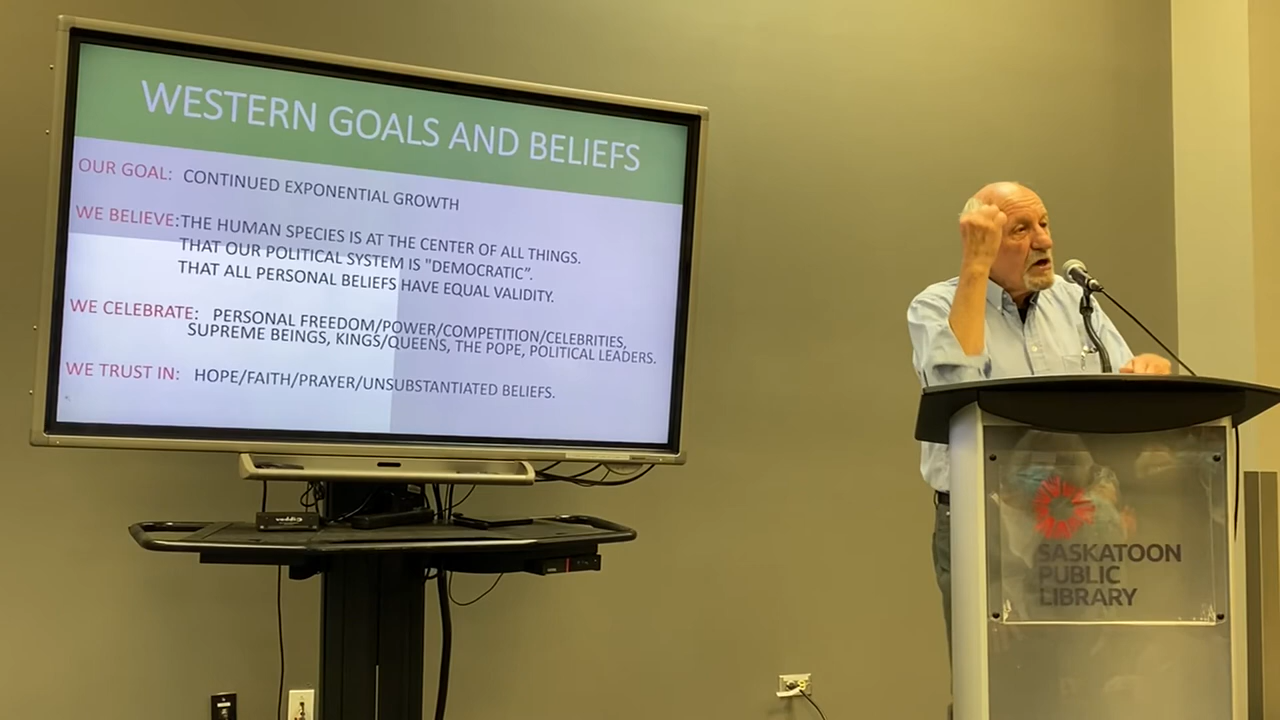 WESTERN GOALS AND BELIEFS
OUR GOAL: CONTINUED EXPONENTIAL GROWTH
WE BELIEVE:THE HUMAN SPECIES IS AT THE CENTER OF ALL THINGS.
THAT OUR POLITICAL SYSTEM IS "DEMOCRATIC”.
THAT ALL PERSONAL BELIEFS HAVE EQUAL VALIDITY.
WE CELEBRATE: PERSONAL FREEDOM/POWER/COMPETITION/CELEBRITIES,
SUPREME BEINGS, KINGS/QUEENS, THE POPE, POLITICAL LEADERS.
WE TRUST IN: HOPE/FAITH/PRAYER/UNSUBSTANTIATED BELIEFS.
SASKATOON
PUBLIC
LIBRARY